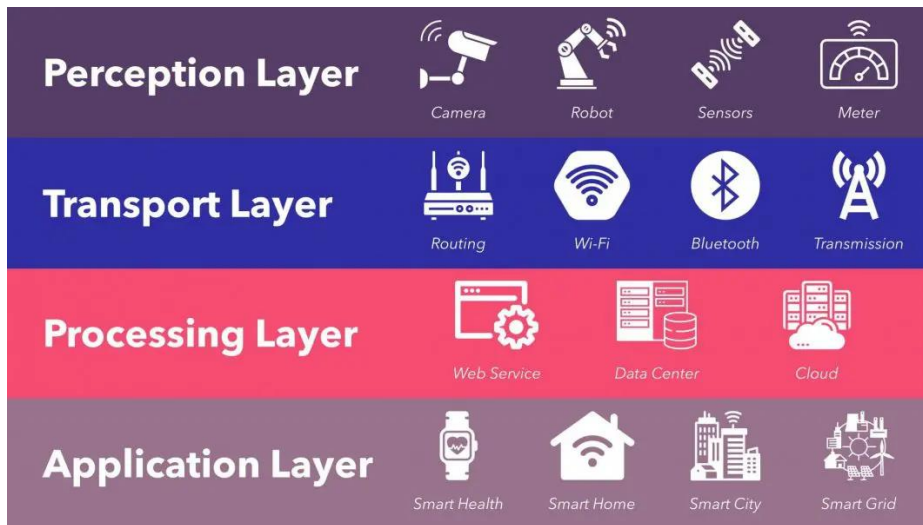 Perception Layer
Camera Robot Sensors Meter
Transport Layer
Routing Wi-Fi Bluetooth Transmission
Processing Layer
Web Service Data Center Cloud
Application Layer
Smart Health Smart Home Smart City Smart Grid